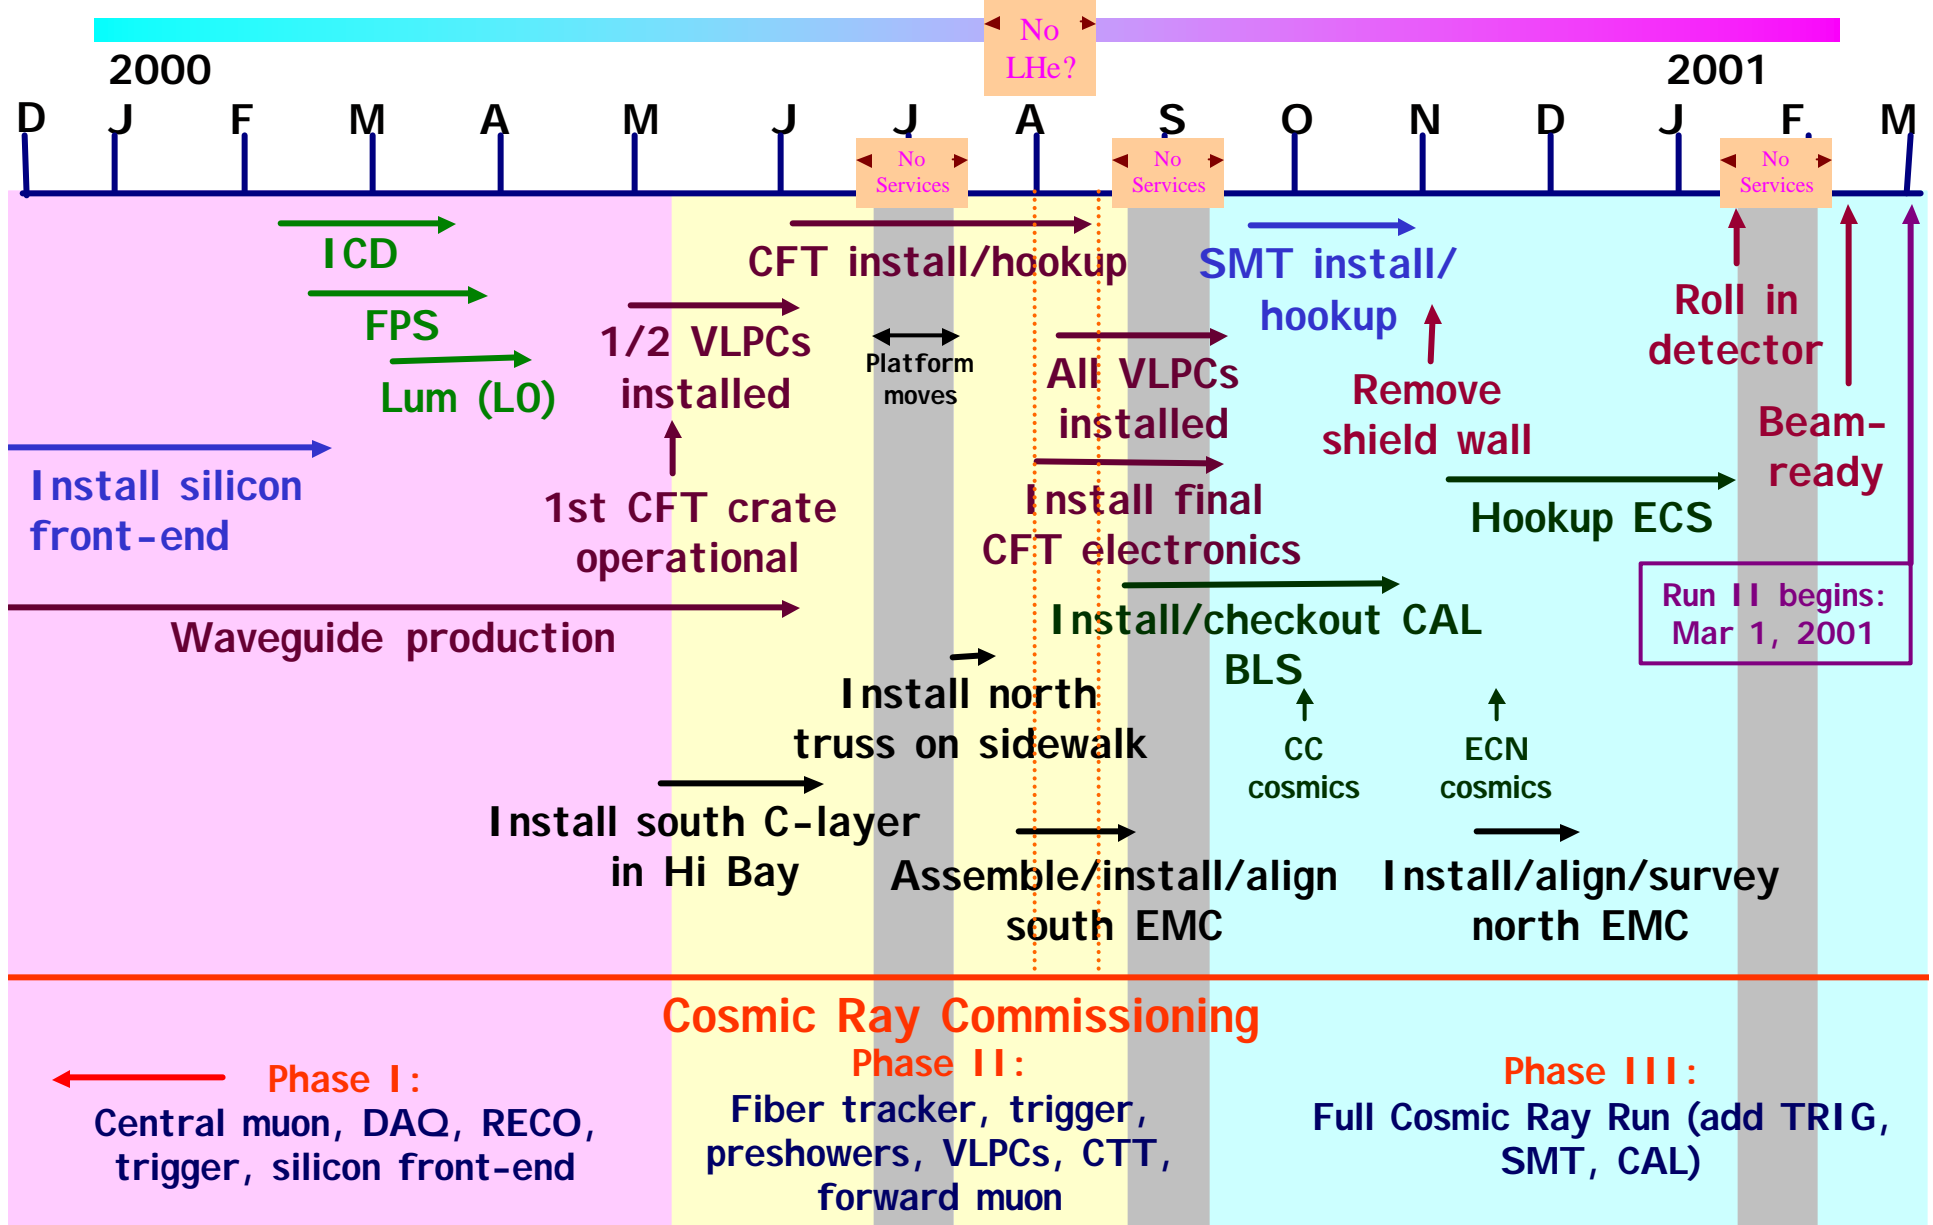 No
LHe?
2000
2001
D J F M A M J J A S O N D J F M
No
Services
No
Services
No
Services
ICD
FPS
Lum (L0)
Install silicon
front-end
Waveguide production
1/2 VLPCs
installed
1st CFT crate
operational
CFT install/hookup
Platform
moves
All VLPCs
installed
Install final
CFT electronics
SMT install/
hookup
Remove
shield wall
Roll in
detector
Beam-
ready
Hookup ECS
Run II begins:
Mar 1, 2001
Install/checkout CAL
BLS
CC
cosmics
ECN
cosmics
Install north
truss on sidewalk
Install south C-layer
in Hi Bay
Assemble/install/align
south EMC
Install/align/survey
north EMC
Cosmic Ray Commissioning
Phase I:
Central muon, DAQ, RECO,
trigger, silicon front-end
Phase II:
Fiber tracker, trigger,
preshowers, VLPCs, CTT,
forward muon
Phase III:
Full Cosmic Ray Run (add TRIG,
SMT, CAL)